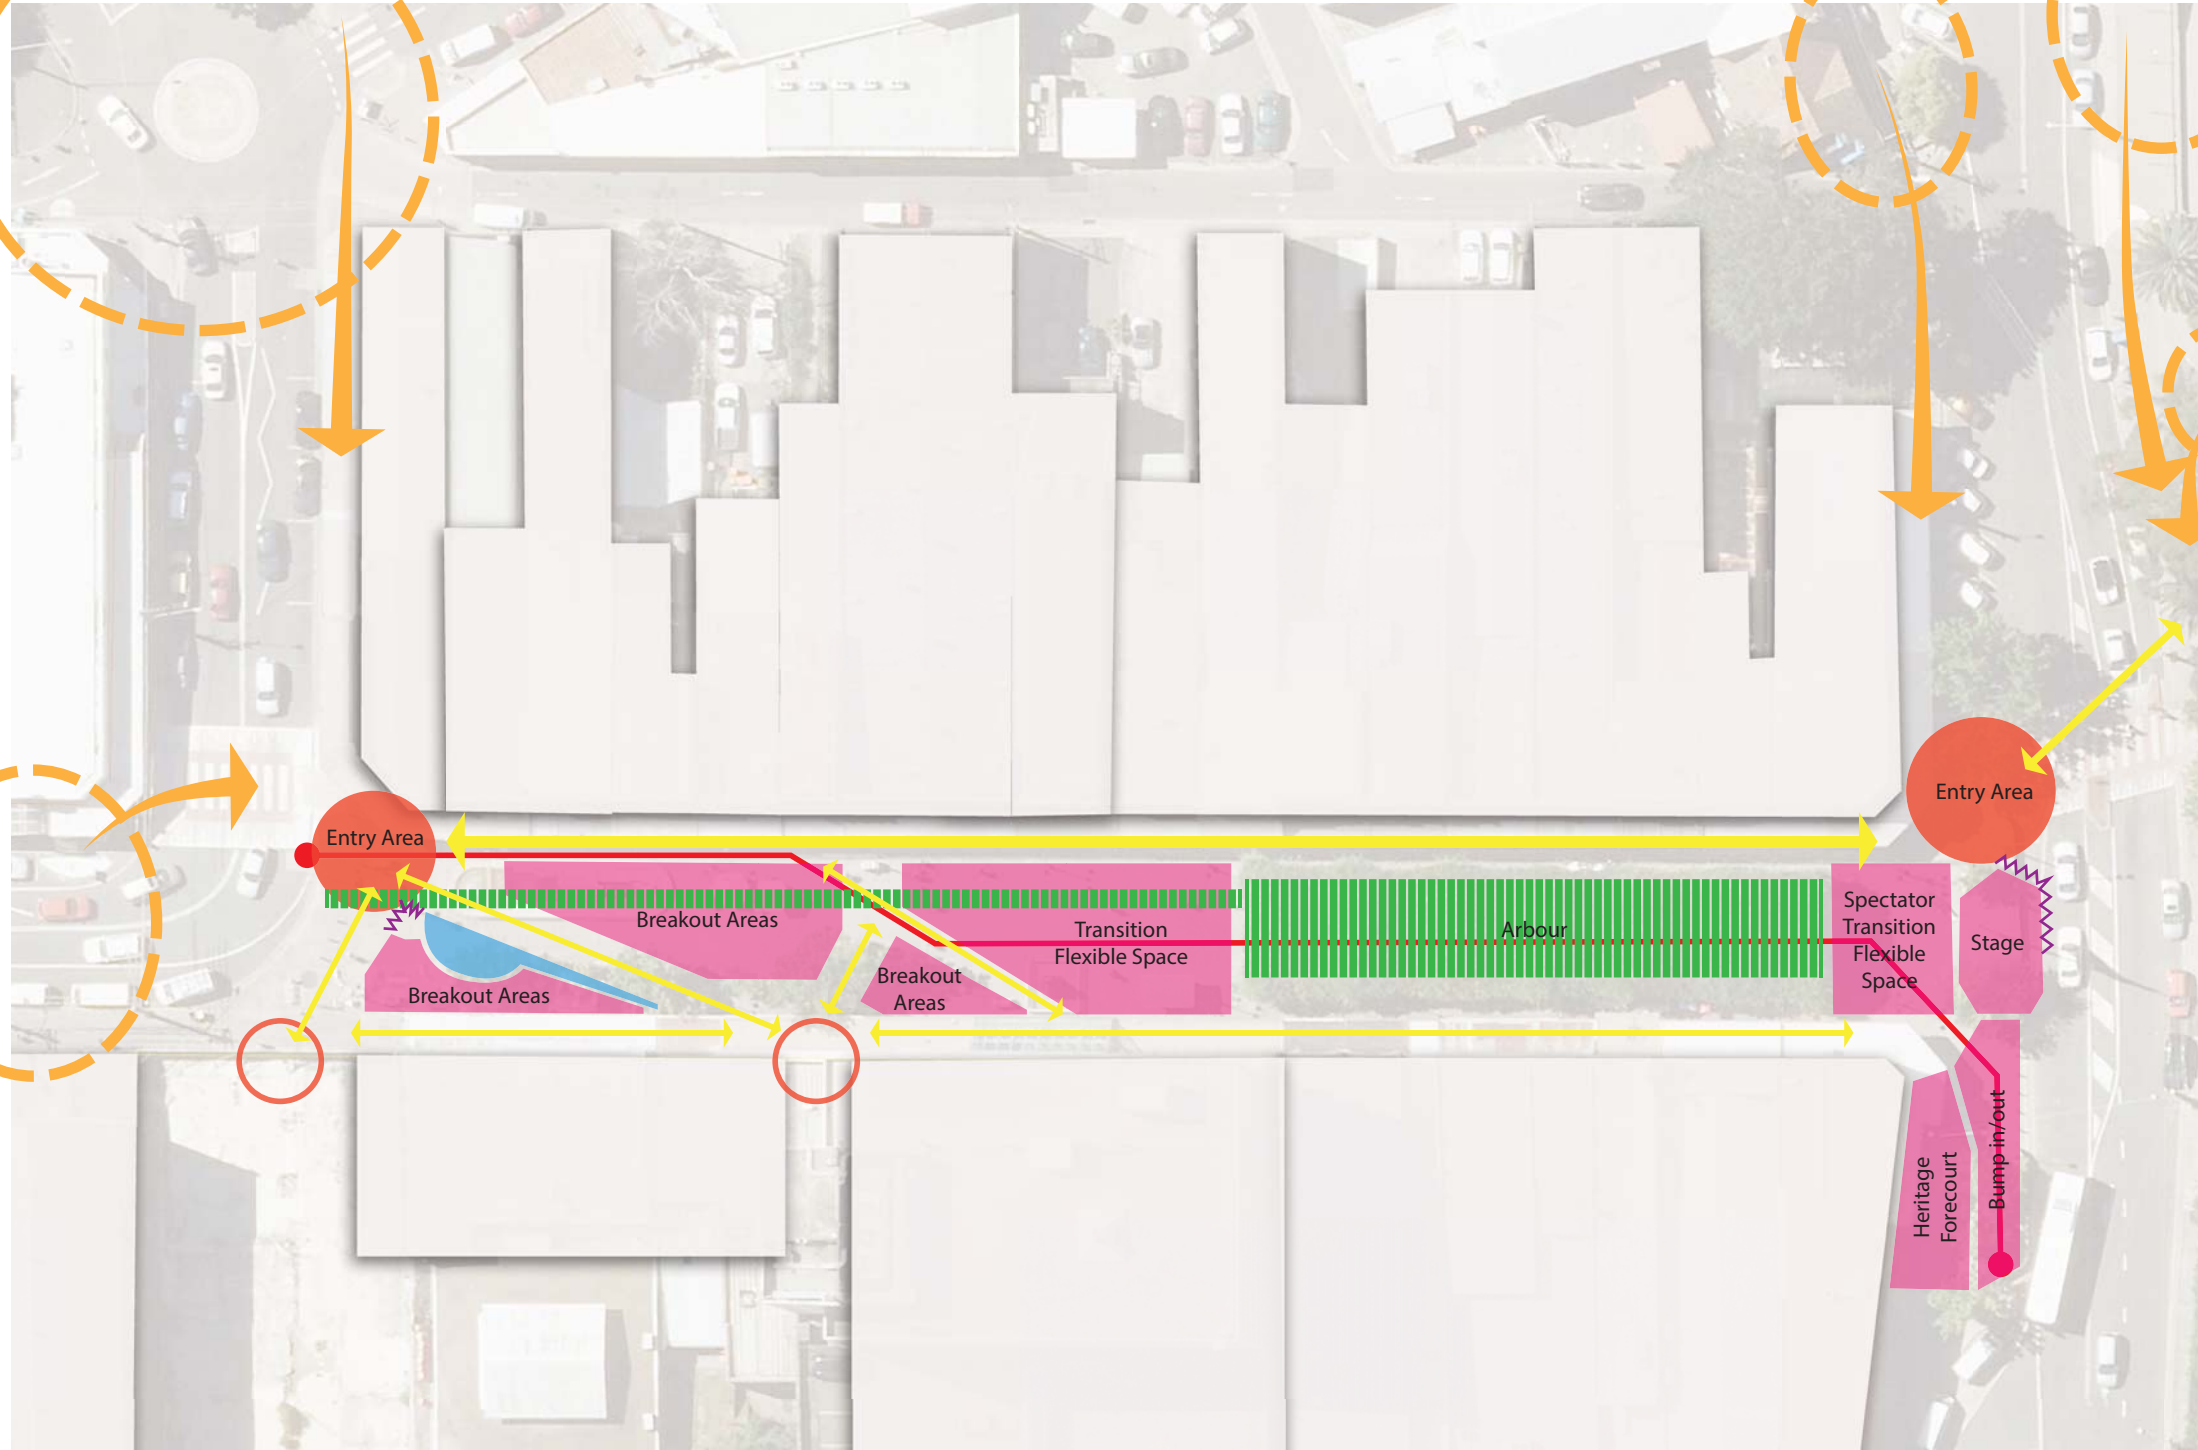 Entry Area
Entry Area
Breakout Areas
Breakout Areas
Breakout
Areas
Transition
Flexible Space
Arbour
Spectator
Transition
Flexible
Space
Stage
Heritage
Forecourt
Bump in/out